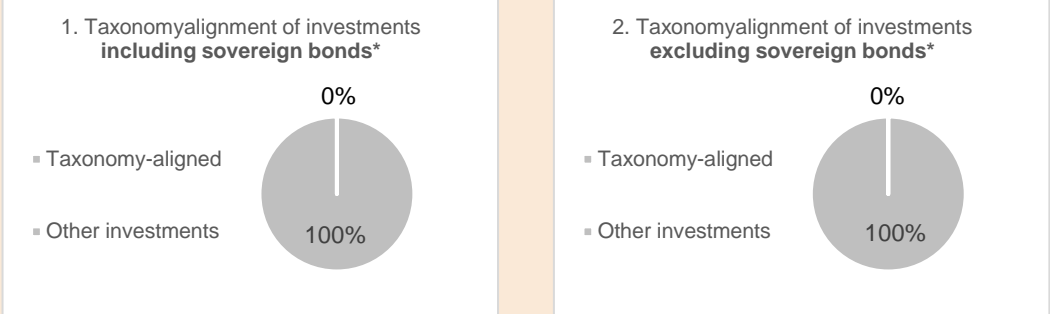 1. Taxonomyalignment of investments
including sovereign bonds*
0%
Taxonomy-aligned
Other investments
100%
2. Taxonomyalignment of investments
excluding sovereign bonds*
0%
Taxonomy-aligned
Other investments
100%